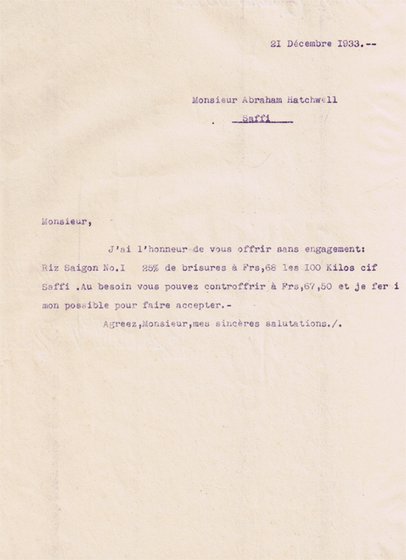 21 Décembre 1933.--
Monsieur Abraham Hatchwell
Saffi
Monsieur,
J'ai l'honneur de vous offrir sans engagement:
Riz Saigon No.I 25% de brisures à Frs,68 les I00 Kilos cif
Saffi .Au besoin vous pouvez controffrir à Frs,67,50 et je fer i
mon possible pour faire accepter.-
Agreez,Monsieur,mes sincères salutations./.